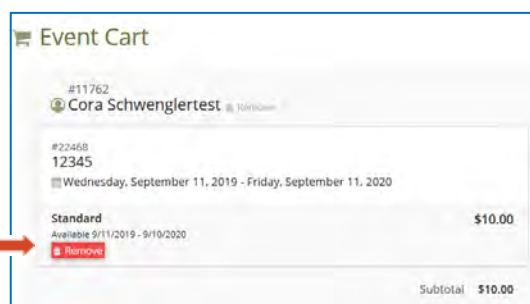 Event Cart
#11762
Cora Schwenglertest Remove
#22468
12345
Wednesday, September 11, 2019 - Friday, September 11, 2020
Standard $10.00
Available 9/11/2019 - 9/10/2020
Remove
Subtotal $10.00